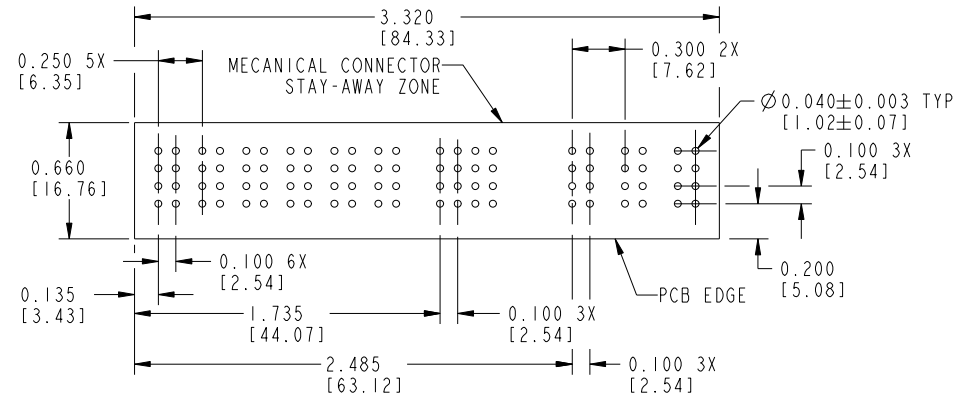 3.320
[84.33]
0.250 5X
[6.35]
0.300 2X
[7.62]
MECANICAL CONNECTOR
STAY-AWAY ZONE
Ø0.040±0.003 TYP
[1.02±0.07]
0.660
[16.76]
0.100 3X
[2.54]
0.100 6X
[2.54]
0.200
[5.08]
0.135
[3.43]
PCB EDGE
1.735
[44.07]
0.100 3X
[2.54]
2.485
[63.12]
0.100 3X
[2.54]